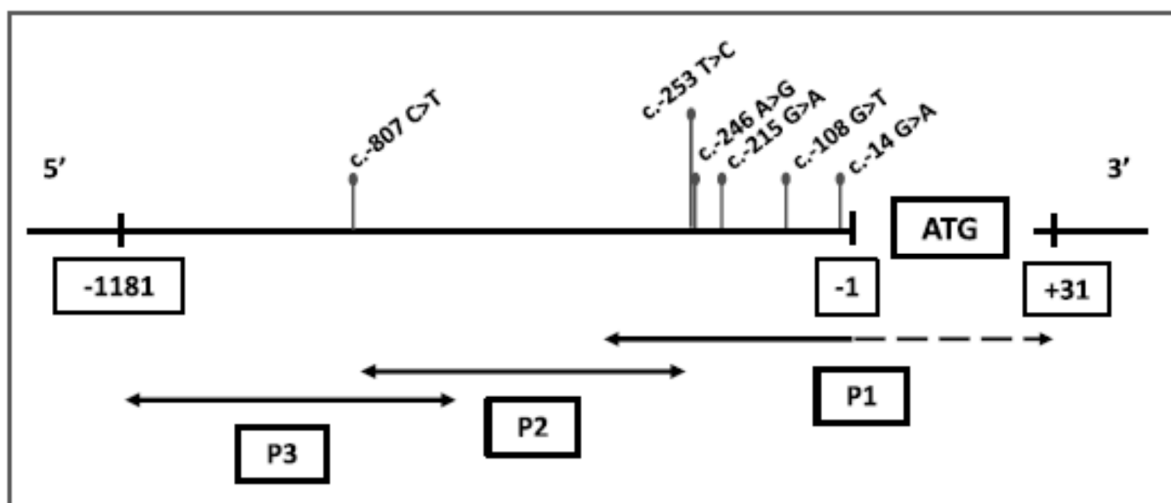 c.-807 C>T
c.-253 T>C
c.-246 A>G
c.-215 G>A
c.-108 G>T
c.-14 G>A
5’
3’
ATG
-1181
-1
+31
P1
P2
P3